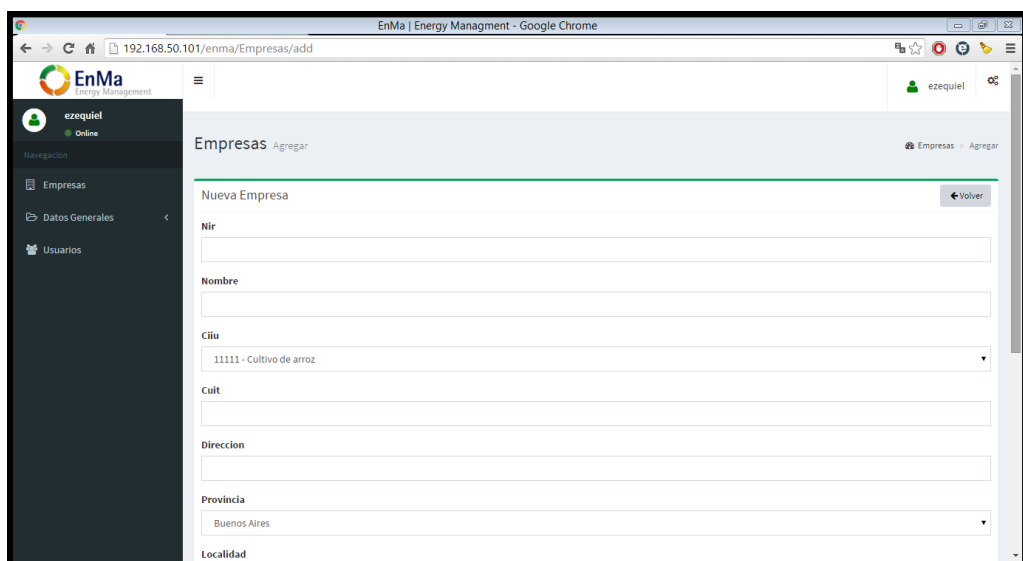 EnMa | Energy Managment - Google Chrome
192.168.50.101/enma/Empresas/add
EnMa
Energy Management
ezequiel
ezequiel
Online
Navegación
Empresas
Datos Generales
Usuarios
Empresas Agregar
Empresas > Agregar
Nueva Empresa
Volver
Nir
Nombre
Ciiu
11111 - Cultivo de arroz
Cuit
Direccion
Provincia
Buenos Aires
Localidad